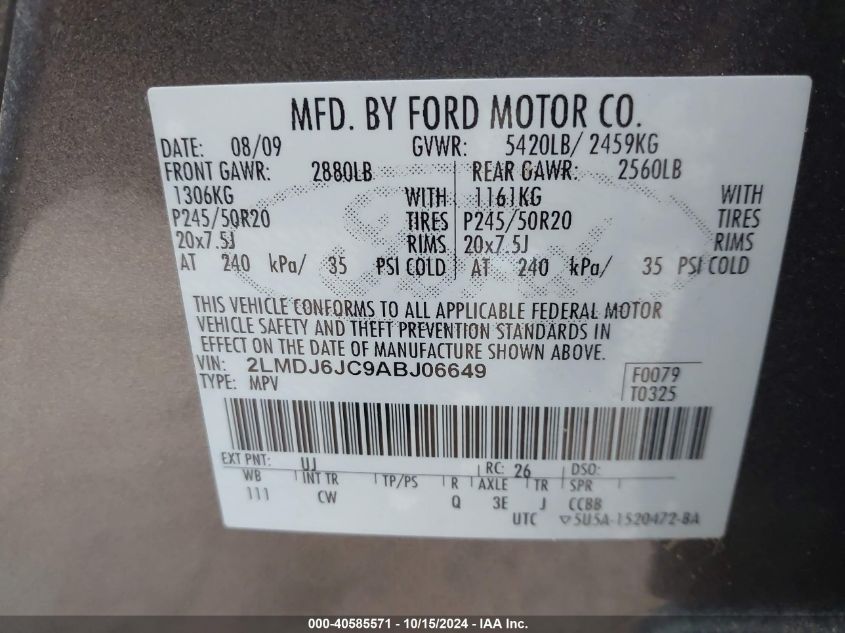 MFD. BY FORD MOTOR CO.
DATE: 08/09 GVWR: 5420LB/ 2459KG
FRONT GAWR: 2880LB REAR GAWR: 2560LB
1306KG WITH 1161KG WITH
P245/50R20 TIRES P245/50R20 TIRES
20x7.5J RIMS 20x7.5J RIMS
AT 240 kPa/ 35 PSI COLD AT 240 kPa/ 35 PSI COLD
THIS VEHICLE CONFORMS TO ALL APPLICABLE FEDERAL MOTOR
VEHICLE SAFETY AND THEFT PREVENTION STANDARDS IN
EFFECT ON THE DATE OF MANUFACTURE SHOWN ABOVE.
VIN: 2LMDJ6JC9ABJ06649 F0079
TYPE: MPV T0325
EXT PNT: UJ RC: 26 DSO:
WB INT TR TP/PS R AXLE TR SPR
111 CW Q 3E J CCBB
UTC ▽5U5A-1520472-BA
000-40585571 - 10/15/2024 - IAA Inc.